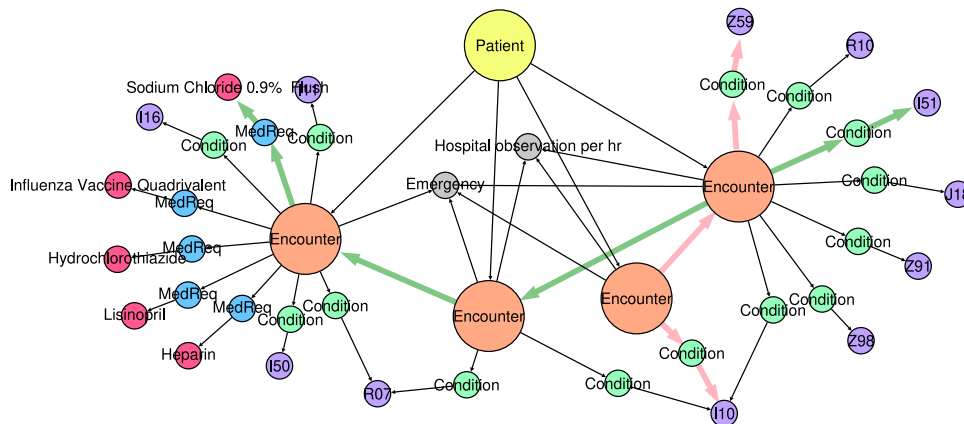 Z59
Patient
R10
Condition
Sodium Chloride 0.9% Flush
Condition
I51
I16
MedReq
Condition
Condition
Hospital observation per hr
Condition
Influenza Vaccine Quadrivalent
Emergency
Encounter
Condition
J18
MedReq
Encounter
Condition
MedReq
Hydrochlorothiazide
Z91
MedReq
Encounter
Condition
Condition
MedReq
Condition
Lisinopril
Encounter
Condition
Heparin
Condition
Z98
I50
Condition
Condition
R07
I10